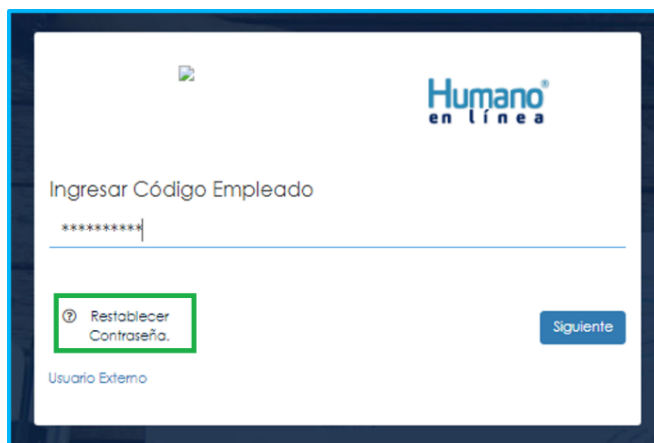 Humano®
en línea
Ingresar Código Empleado
**********
Restablecer
Contraseña.
Siguiente
Usuario Externo